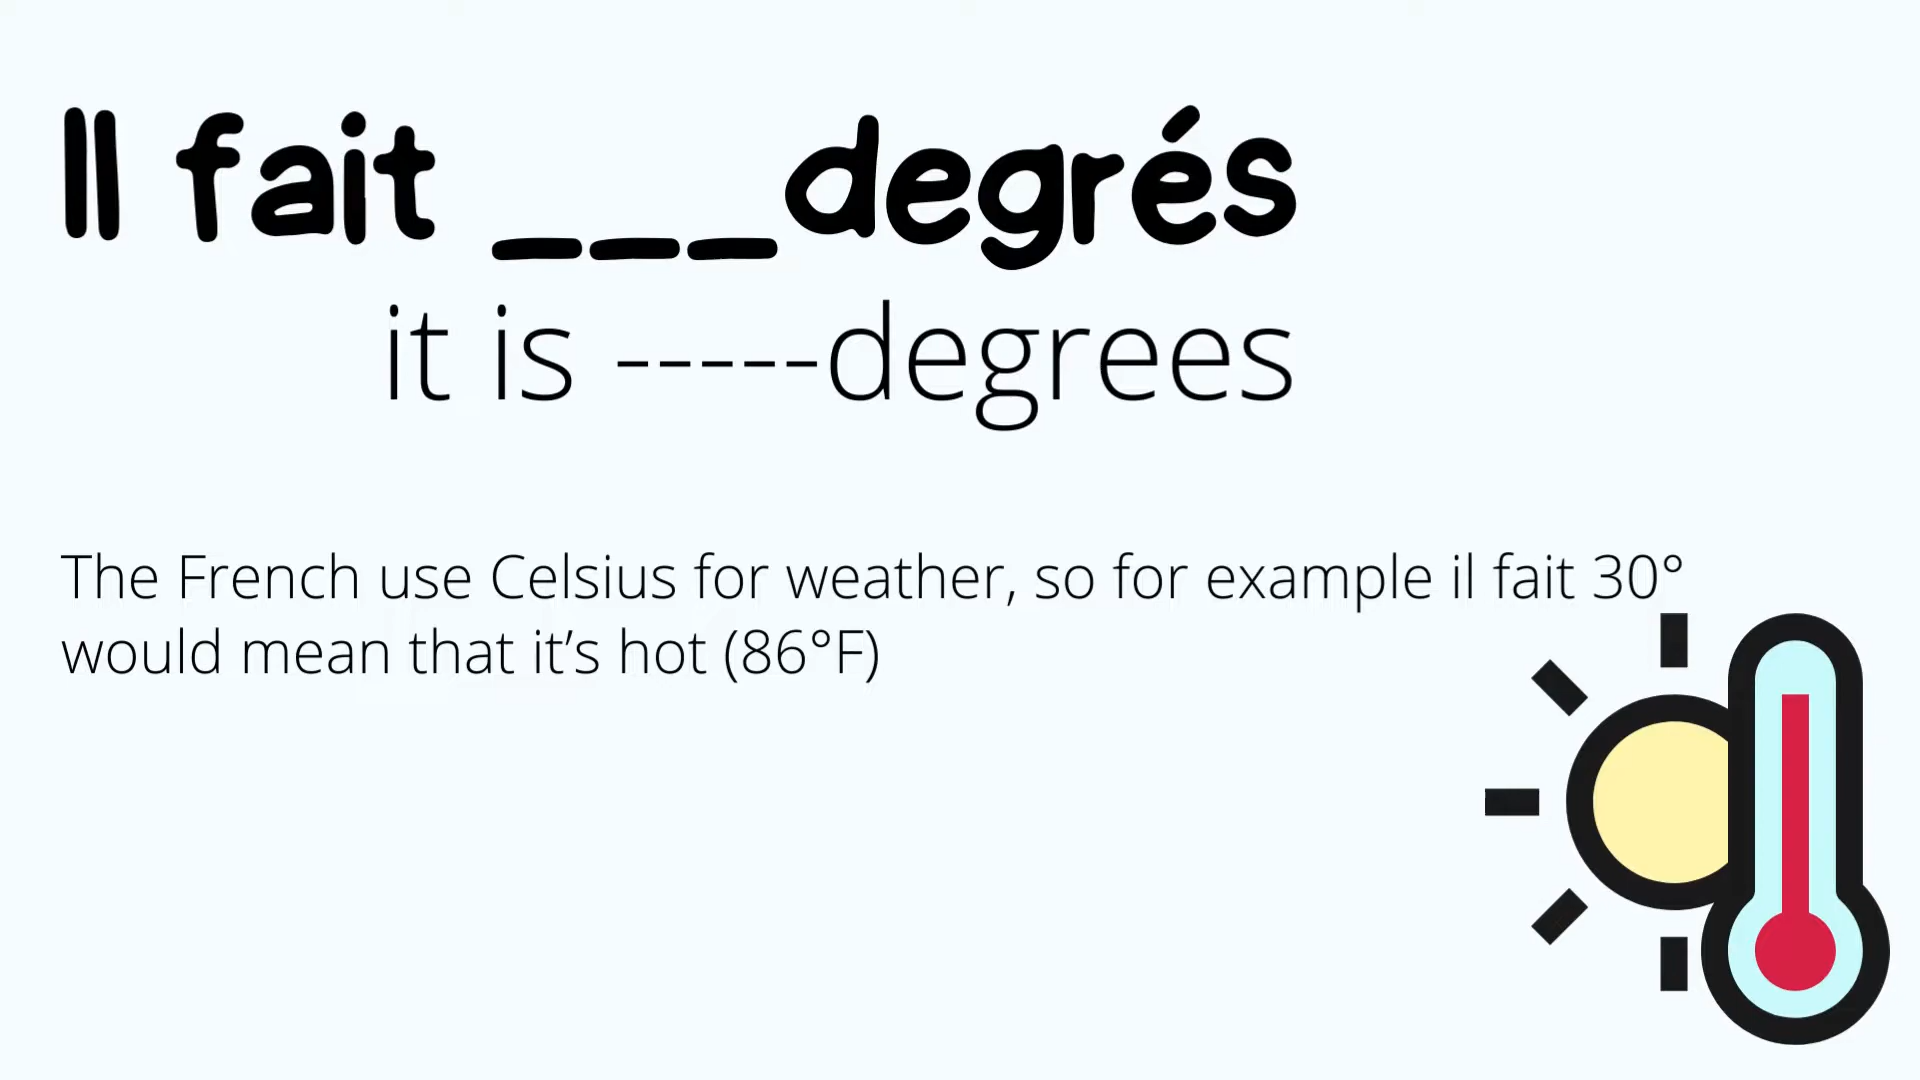 Il fait ___degrés
it is -----degrees
The French use Celsius for weather, so for example il fait 30°
would mean that it’s hot (86°F)